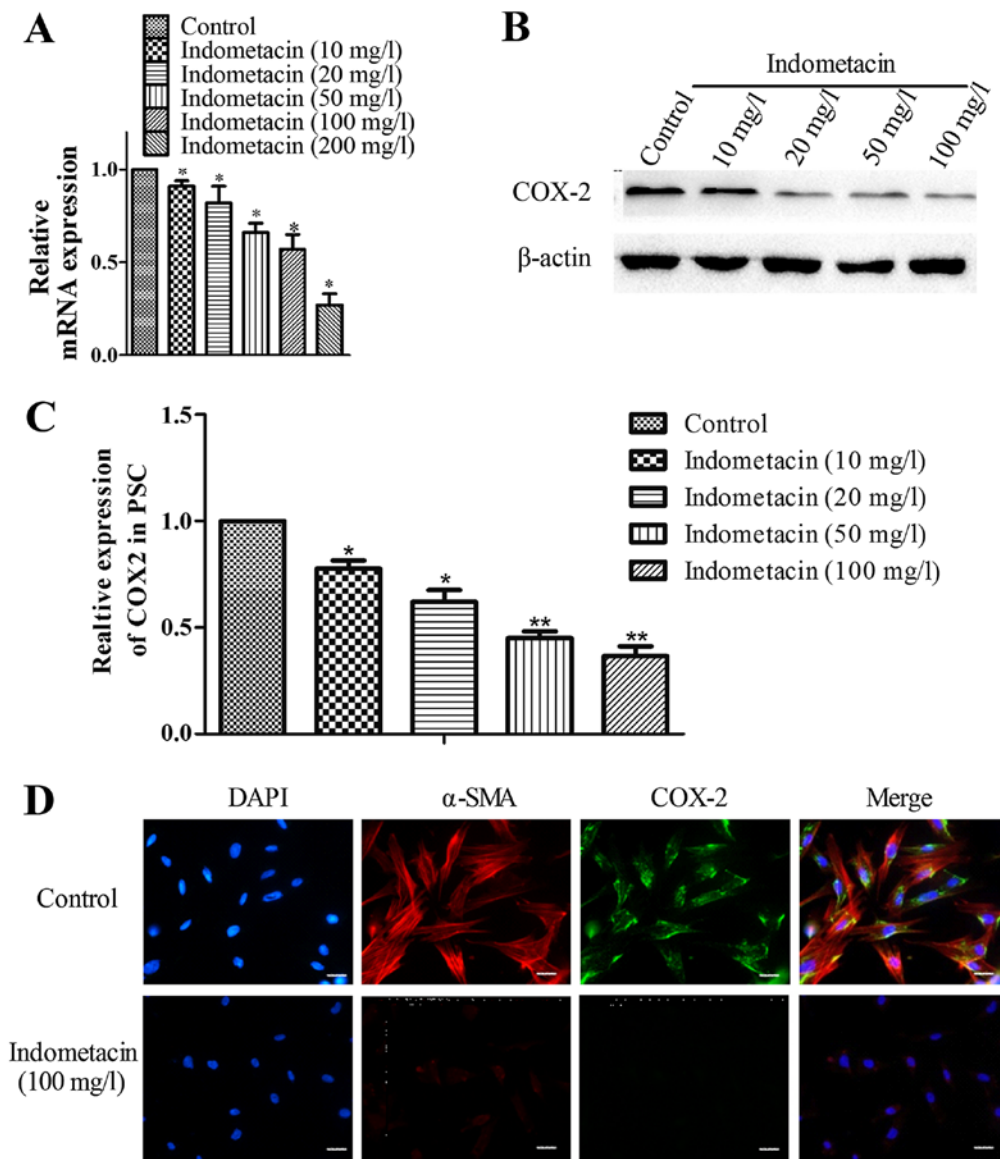 A
Control
Indometacin (10 mg/l)
Indometacin (20 mg/l)
Indometacin (50 mg/l)
Indometacin (100 mg/l)
Indometacin (200 mg/l)
Relative
mRNA expression
1.0
0.5
0.0
*
*
*
*
*
B
Indometacin
Control
10 mg/l
20 mg/l
50 mg/l
100 mg/l
COX-2
β-actin
C
Realtive expression
of COX2 in PSC
1.5
1.0
0.5
0.0
*
*
**
**
Control
Indometacin (10 mg/l)
Indometacin (20 mg/l)
Indometacin (50 mg/l)
Indometacin (100 mg/l)
D
DAPI
α-SMA
COX-2
Merge
Control
Indometacin
(100 mg/l)